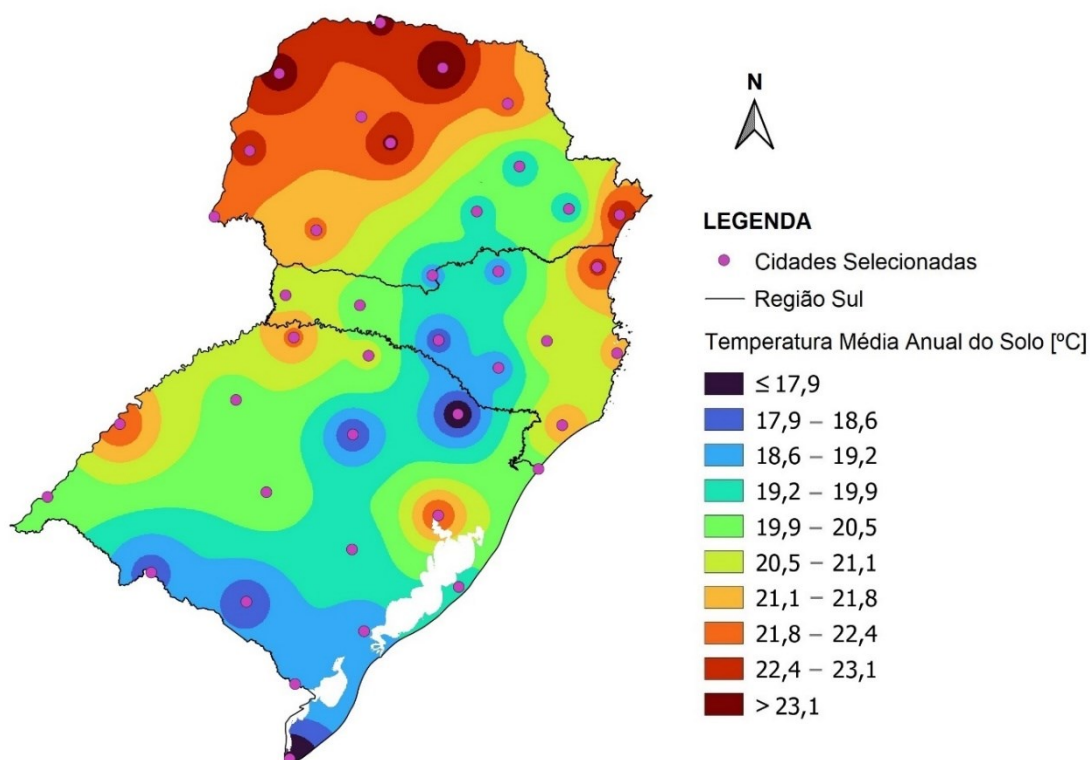 N
LEGENDA
Cidades Selecionadas
Região Sul
Temperatura Média Anual do Solo [ºC]
≤ 17,9
17,9 – 18,6
18,6 – 19,2
19,2 – 19,9
19,9 – 20,5
20,5 – 21,1
21,1 – 21,8
21,8 – 22,4
22,4 – 23,1
> 23,1